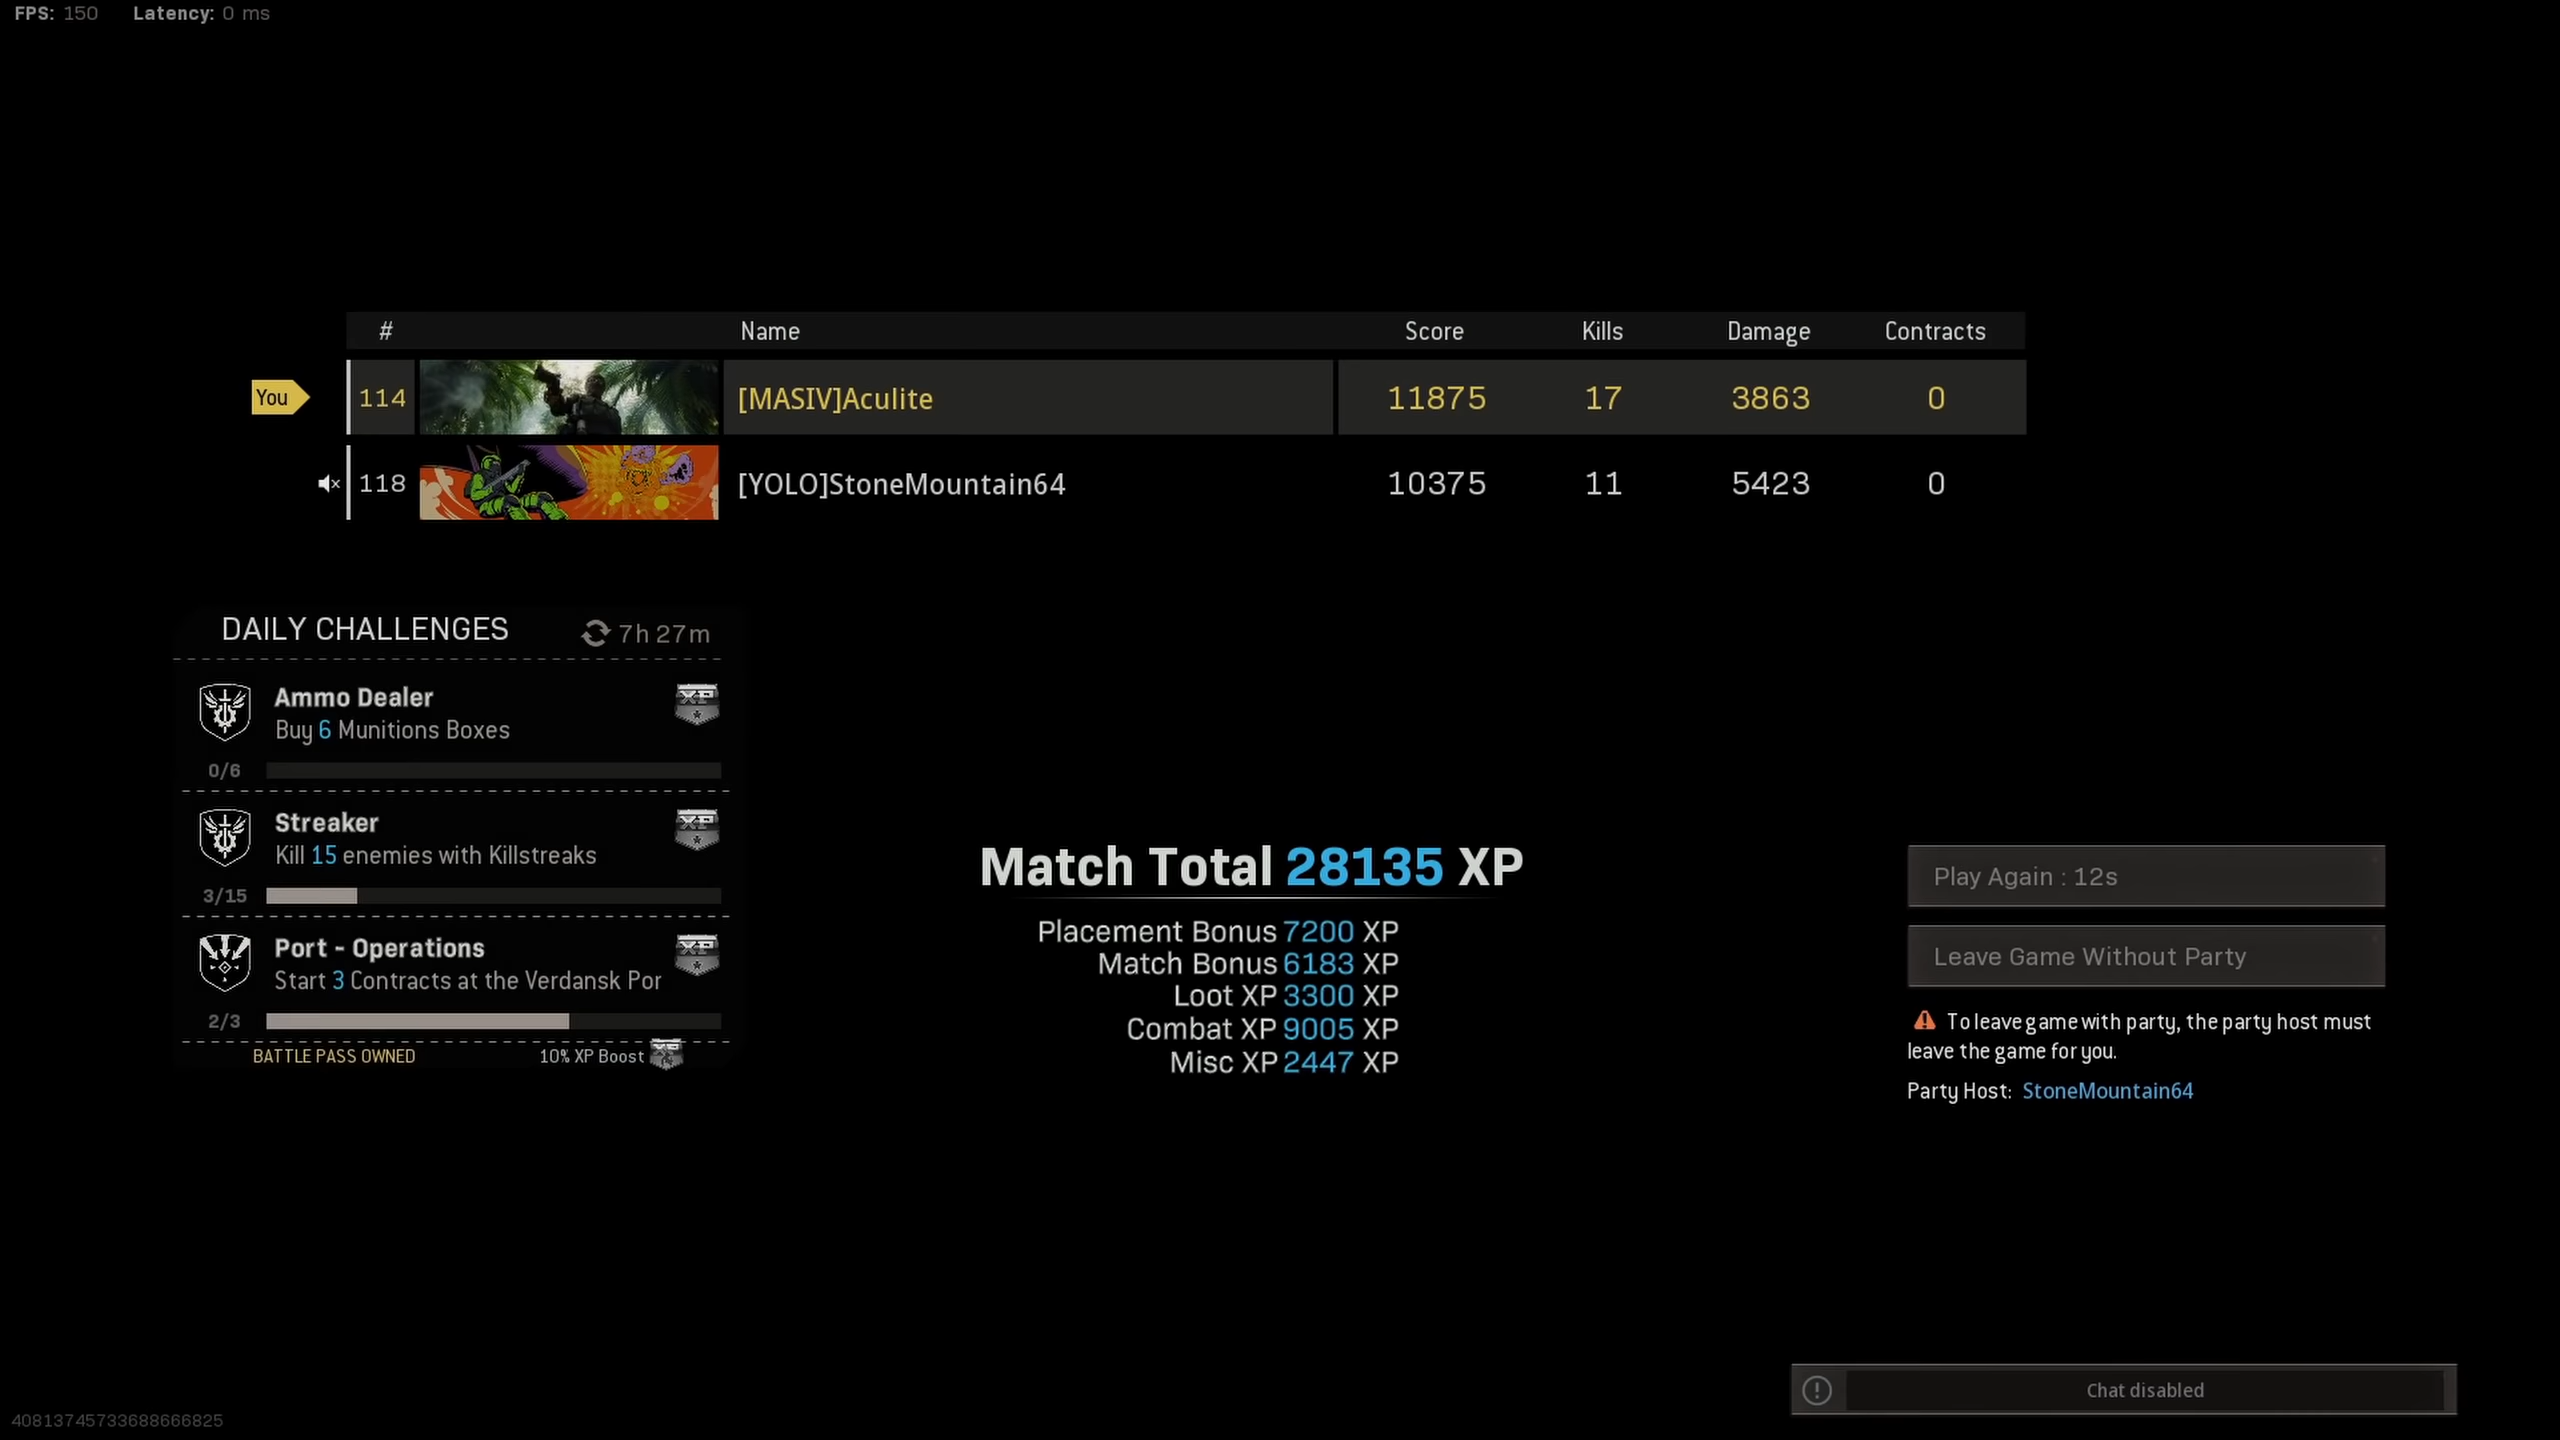 FPS: 150 Latency: 0 ms
# Name Score Kills Damage Contracts
You 114 [MASIV]Aculite 11875 17 3863 0
118 [YOLO]StoneMountain64 10375 11 5423 0
DAILY CHALLENGES 7h 27m
Ammo Dealer XP
Buy 6 Munitions Boxes
0/6
Streaker XP
Kill 15 enemies with Killstreaks
3/15
Port - Operations XP
Start 3 Contracts at the Verdansk Por
2/3
BATTLE PASS OWNED 10% XP Boost XP
Match Total 28135 XP
Placement Bonus 7200 XP
Match Bonus 6183 XP
Loot XP 3300 XP
Combat XP 9005 XP
Misc XP 2447 XP
Play Again : 12s
Leave Game Without Party
To leave game with party, the party host must
leave the game for you.
Party Host: StoneMountain64
Chat disabled
40813745733688666825